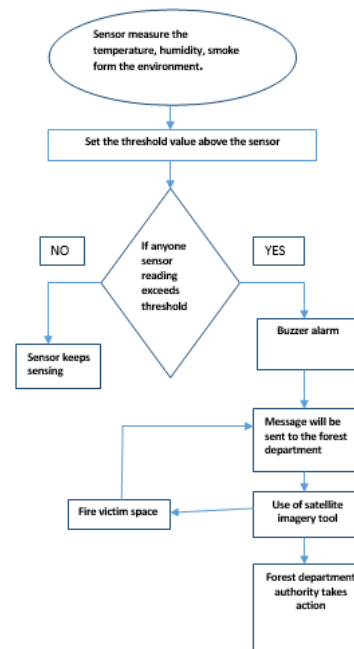 Sensor measure the
temperature, humidity, smoke
form the environment.
Set the threshold value above the sensor
If anyone
sensor
reading
exceeds
threshold
NO
YES
Sensor keeps
sensing
Buzzer alarm
Message will be
sent to the forest
department
Fire victim space
Use of satellite
imagery tool
Forest department
authority takes
action